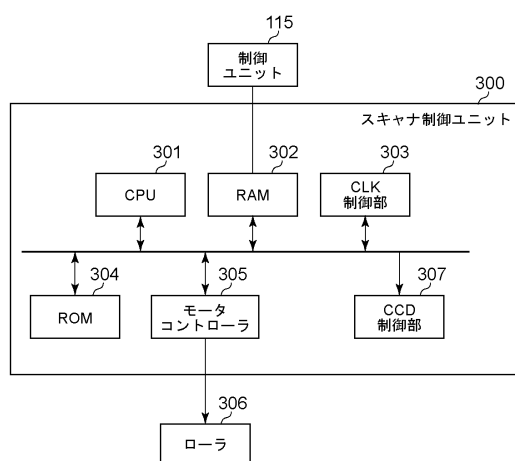 115
制御
ユニット
300
スキャナ制御ユニット
301
302
303
CPU
RAM
CLK
制御部
304
305
307
ROM
モータ
コントローラ
CCD
制御部
306
ローラ